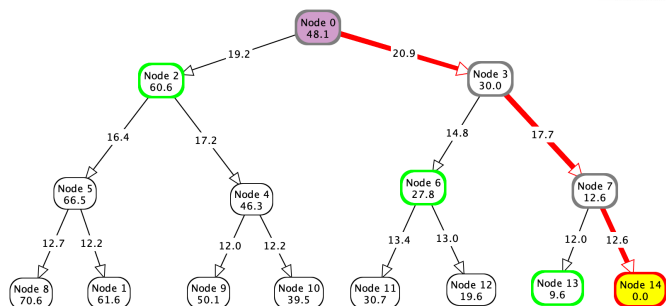 Node 0
48.1
19.2
20.9
Node 2
60.6
Node 3
30.0
16.4
17.2
14.8
17.7
Node 5
66.5
Node 4
46.3
Node 6
27.8
Node 7
12.6
12.7
12.2
12.0
12.2
13.4
13.0
12.0
12.6
Node 8
70.6
Node 1
61.6
Node 9
50.1
Node 10
39.5
Node 11
30.7
Node 12
19.6
Node 13
9.6
Node 14
0.0